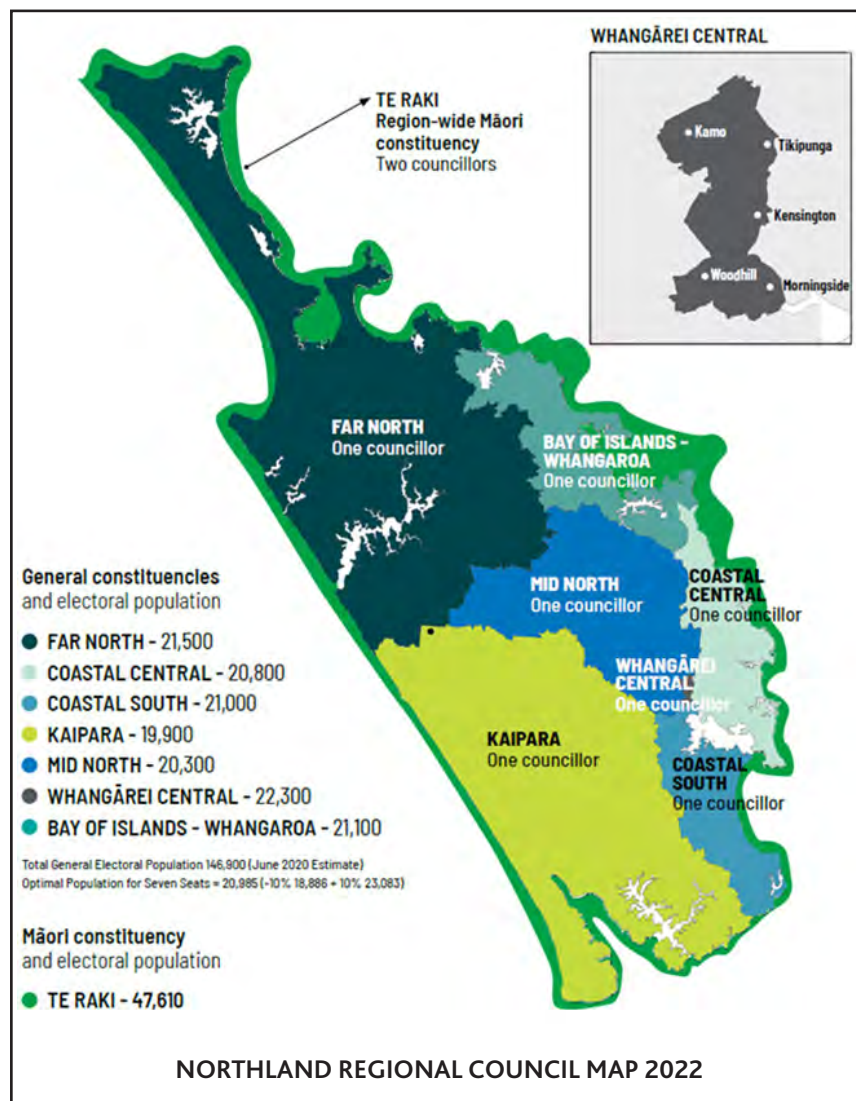 WHANGĀREI CENTRAL
Kamo
Tikipunga
Kensington
Woodhill
Morningside
TE RAKI
Region-wide Māori
constituency
Two councillors
FAR NORTH
One councillor
BAY OF ISLANDS -
WHANGAROA
One councillor
MID NORTH
One councillor
COASTAL
CENTRAL
One councillor
WHANGĀREI
CENTRAL
One councillor
KAIPARA
One councillor
COASTAL
SOUTH
One councillor
General constituencies
and electoral population
FAR NORTH - 21,500
COASTAL CENTRAL - 20,800
COASTAL SOUTH - 21,000
KAIPARA - 19,900
MID NORTH - 20,300
WHANGĀREI CENTRAL - 22,300
BAY OF ISLANDS - WHANGAROA - 21,100
Total General Electoral Population 146,900 (June 2020 Estimate)
Optimal Population for Seven Seats = 20,985 (-10% 18,886 + 10% 23,083)
Māori constituency
and electoral population
TE RAKI - 47,610
NORTHLAND REGIONAL COUNCIL MAP 2022